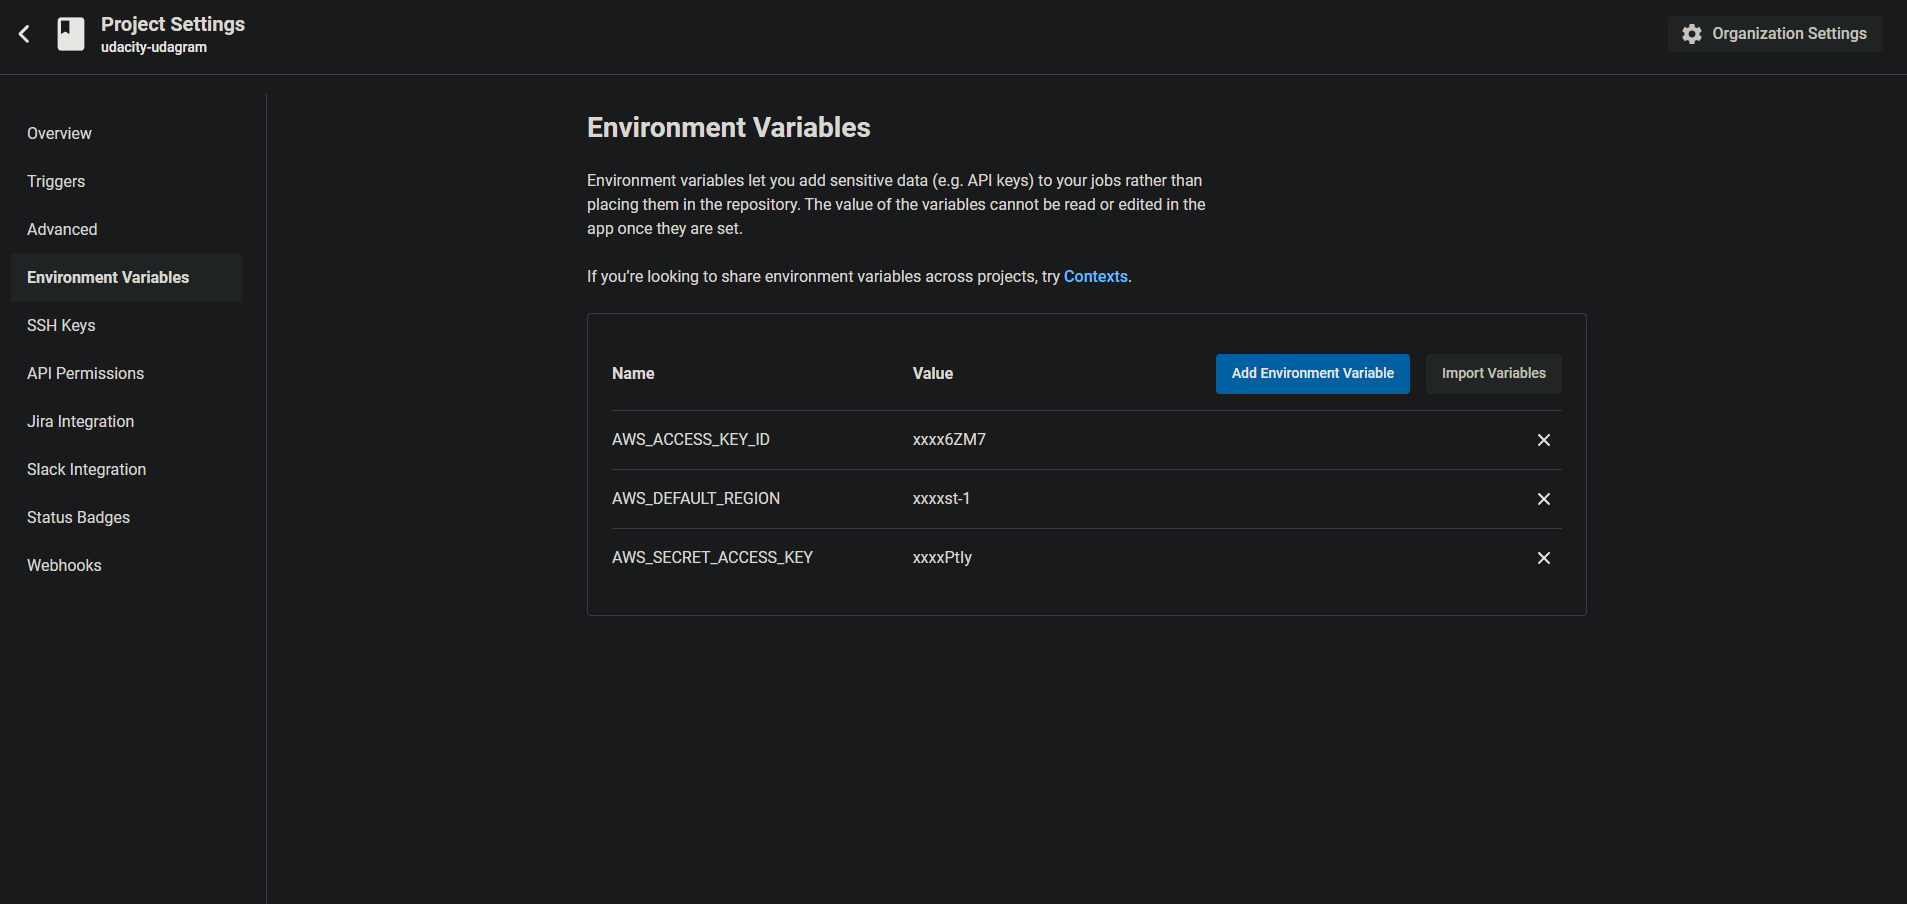 Project Settings
udacity-udagram
Organization Settings
Overview
Triggers
Advanced
Environment Variables
SSH Keys
API Permissions
Jira Integration
Slack Integration
Status Badges
Webhooks
Environment Variables
Environment variables let you add sensitive data (e.g. API keys) to your jobs rather than
placing them in the repository. The value of the variables cannot be read or edited in the
app once they are set.
If you’re looking to share environment variables across projects, try Contexts.
Name Value Add Environment Variable Import Variables
AWS_ACCESS_KEY_ID xxxx6ZM7
AWS_DEFAULT_REGION xxxxst-1
AWS_SECRET_ACCESS_KEY xxxxPtly